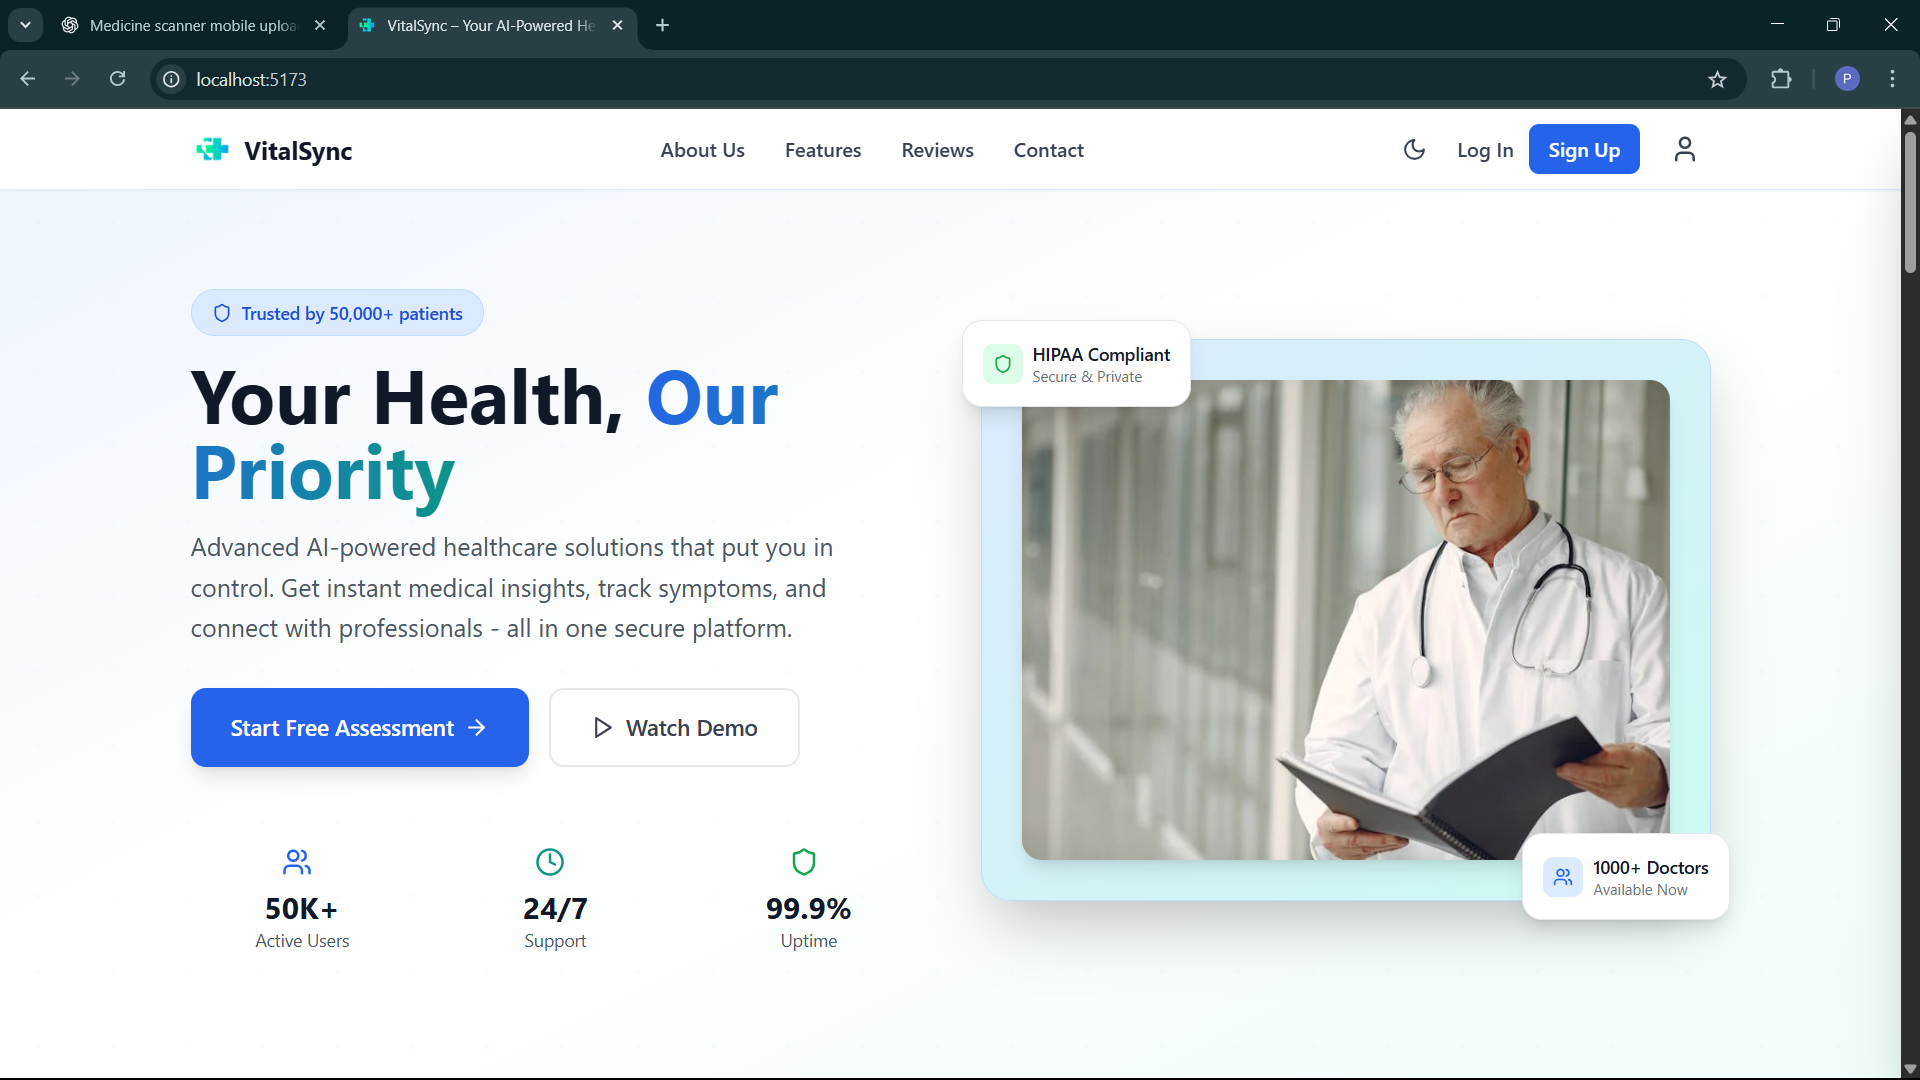 Medicine scanner mobile uploa
VitalSync – Your AI-Powered He
localhost:5173
P
VitalSync
About Us
Features
Reviews
Contact
Log In
Sign Up
Trusted by 50,000+ patients
Your Health, Our
Priority
Advanced AI-powered healthcare solutions that put you in
control. Get instant medical insights, track symptoms, and
connect with professionals - all in one secure platform.
Start Free Assessment
Watch Demo
50K+
Active Users
24/7
Support
99.9%
Uptime
HIPAA Compliant
Secure & Private
1000+ Doctors
Available Now